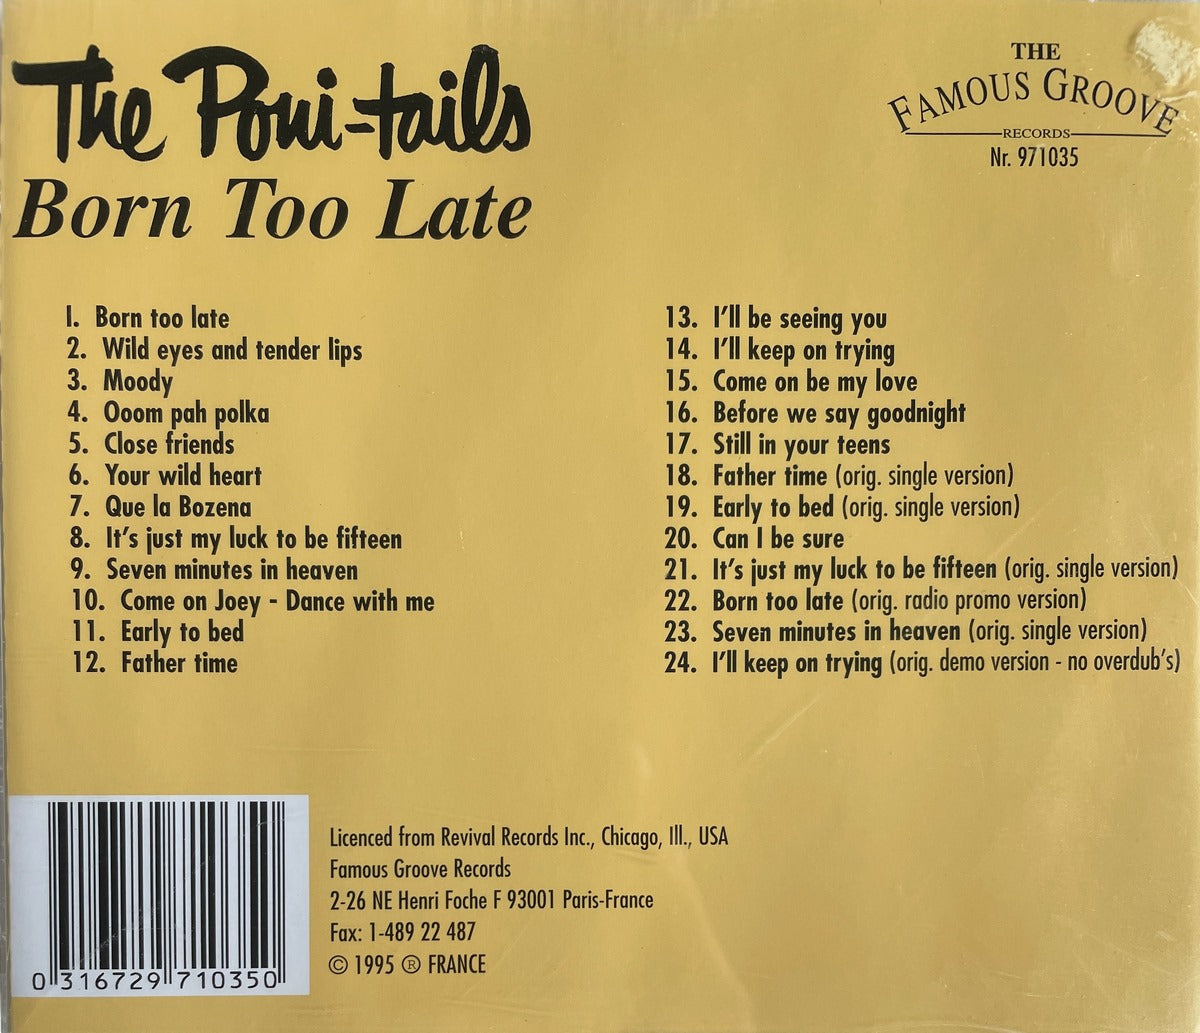 The Poni-tails
Born Too Late
THE
FAMOUS GROOVE
RECORDS
Nr. 971035
1. Born too late
2. Wild eyes and tender lips
3. Moody
4. Ooom pah polka
5. Close friends
6. Your wild heart
7. Que la Bozena
8. It's just my luck to be fifteen
9. Seven minutes in heaven
10. Come on Joey - Dance with me
11. Early to bed
12. Father time
13. I'll be seeing you
14. I'll keep on trying
15. Come on be my love
16. Before we say goodnight
17. Still in your teens
18. Father time (orig. single version)
19. Early to bed (orig. single version)
20. Can I be sure
21. It's just my luck to be fifteen (orig. single version)
22. Born too late (orig. radio promo version)
23. Seven minutes in heaven (orig. single version)
24. I'll keep on trying (orig. demo version - no overdub's)
Licenced from Revival Records Inc., Chicago, Ill., USA
Famous Groove Records
2-26 NE Henri Foche F 93001 Paris-France
Fax: 1-489 22 487
© 1995 ® FRANCE
0 316729 710350